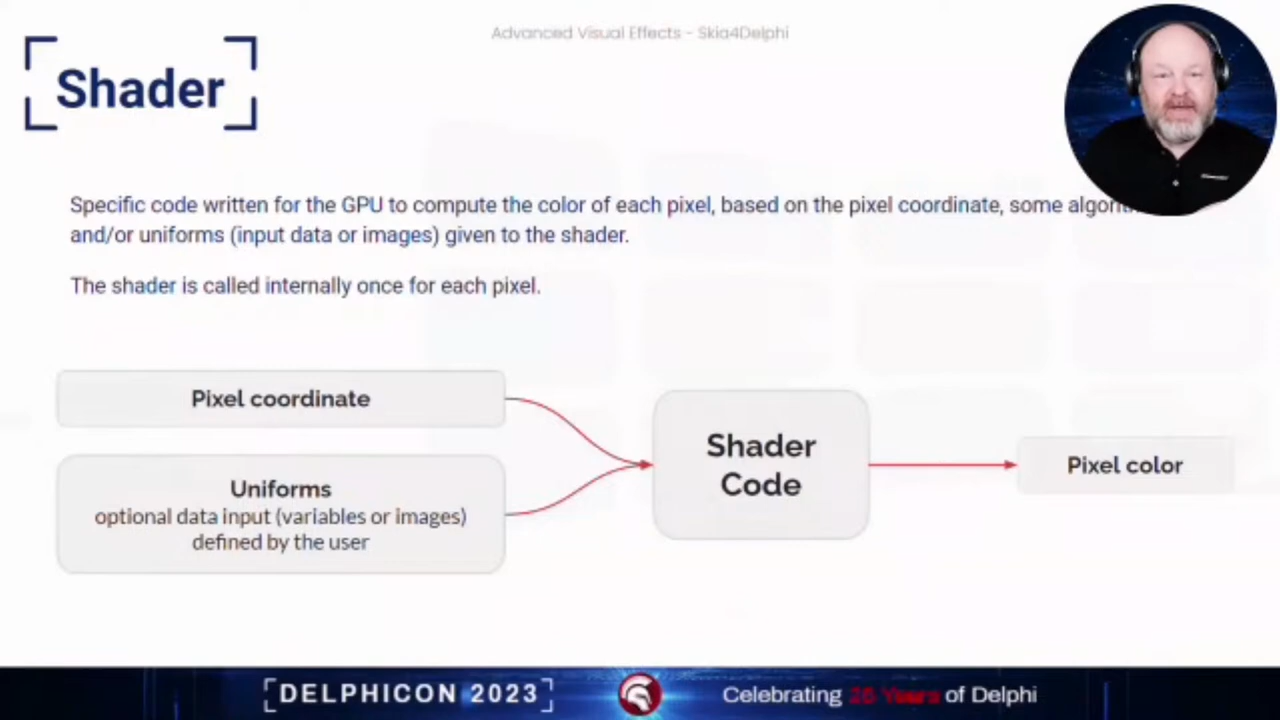 Advanced Visual Effects - Skia4Delphi
Shader
Specific code written for the GPU to compute the color of each pixel, based on the pixel coordinate, some
and/or uniforms (input data or images) given to the shader.
The shader is called internally once for each pixel.
Pixel coordinate
Uniforms
optional data input (variables or images)
defined by the user
Shader
Code
Pixel color
DELPHICON 2023
Celebrating of Delphi